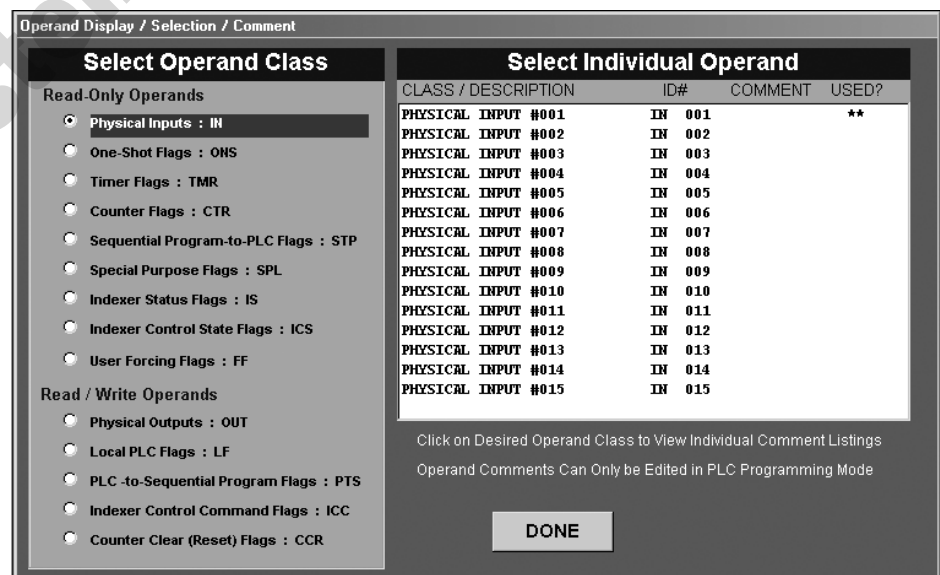 Operand Display / Selection / Comment
Select Operand Class
Read-Only Operands
Physical Inputs : IN
One-Shot Flags : ONS
Timer Flags : TMR
Counter Flags : CTR
Sequential Program-to-PLC Flags : STP
Special Purpose Flags : SPL
Indexer Status Flags : IS
Indexer Control State Flags : ICS
User Forcing Flags : FF
Read / Write Operands
Physical Outputs : OUT
Local PLC Flags : LF
PLC -to-Sequential Program Flags : PTS
Indexer Control Command Flags : ICC
Counter Clear (Reset) Flags : CCR
Select Individual Operand
CLASS / DESCRIPTION ID# COMMENT USED?
PHYSICAL INPUT #001 IN 001 **
PHYSICAL INPUT #002 IN 002
PHYSICAL INPUT #003 IN 003
PHYSICAL INPUT #004 IN 004
PHYSICAL INPUT #005 IN 005
PHYSICAL INPUT #006 IN 006
PHYSICAL INPUT #007 IN 007
PHYSICAL INPUT #008 IN 008
PHYSICAL INPUT #009 IN 009
PHYSICAL INPUT #010 IN 010
PHYSICAL INPUT #011 IN 011
PHYSICAL INPUT #012 IN 012
PHYSICAL INPUT #013 IN 013
PHYSICAL INPUT #014 IN 014
PHYSICAL INPUT #015 IN 015
Click on Desired Operand Class to View Individual Comment Listings
Operand Comments Can Only be Edited in PLC Programming Mode
DONE